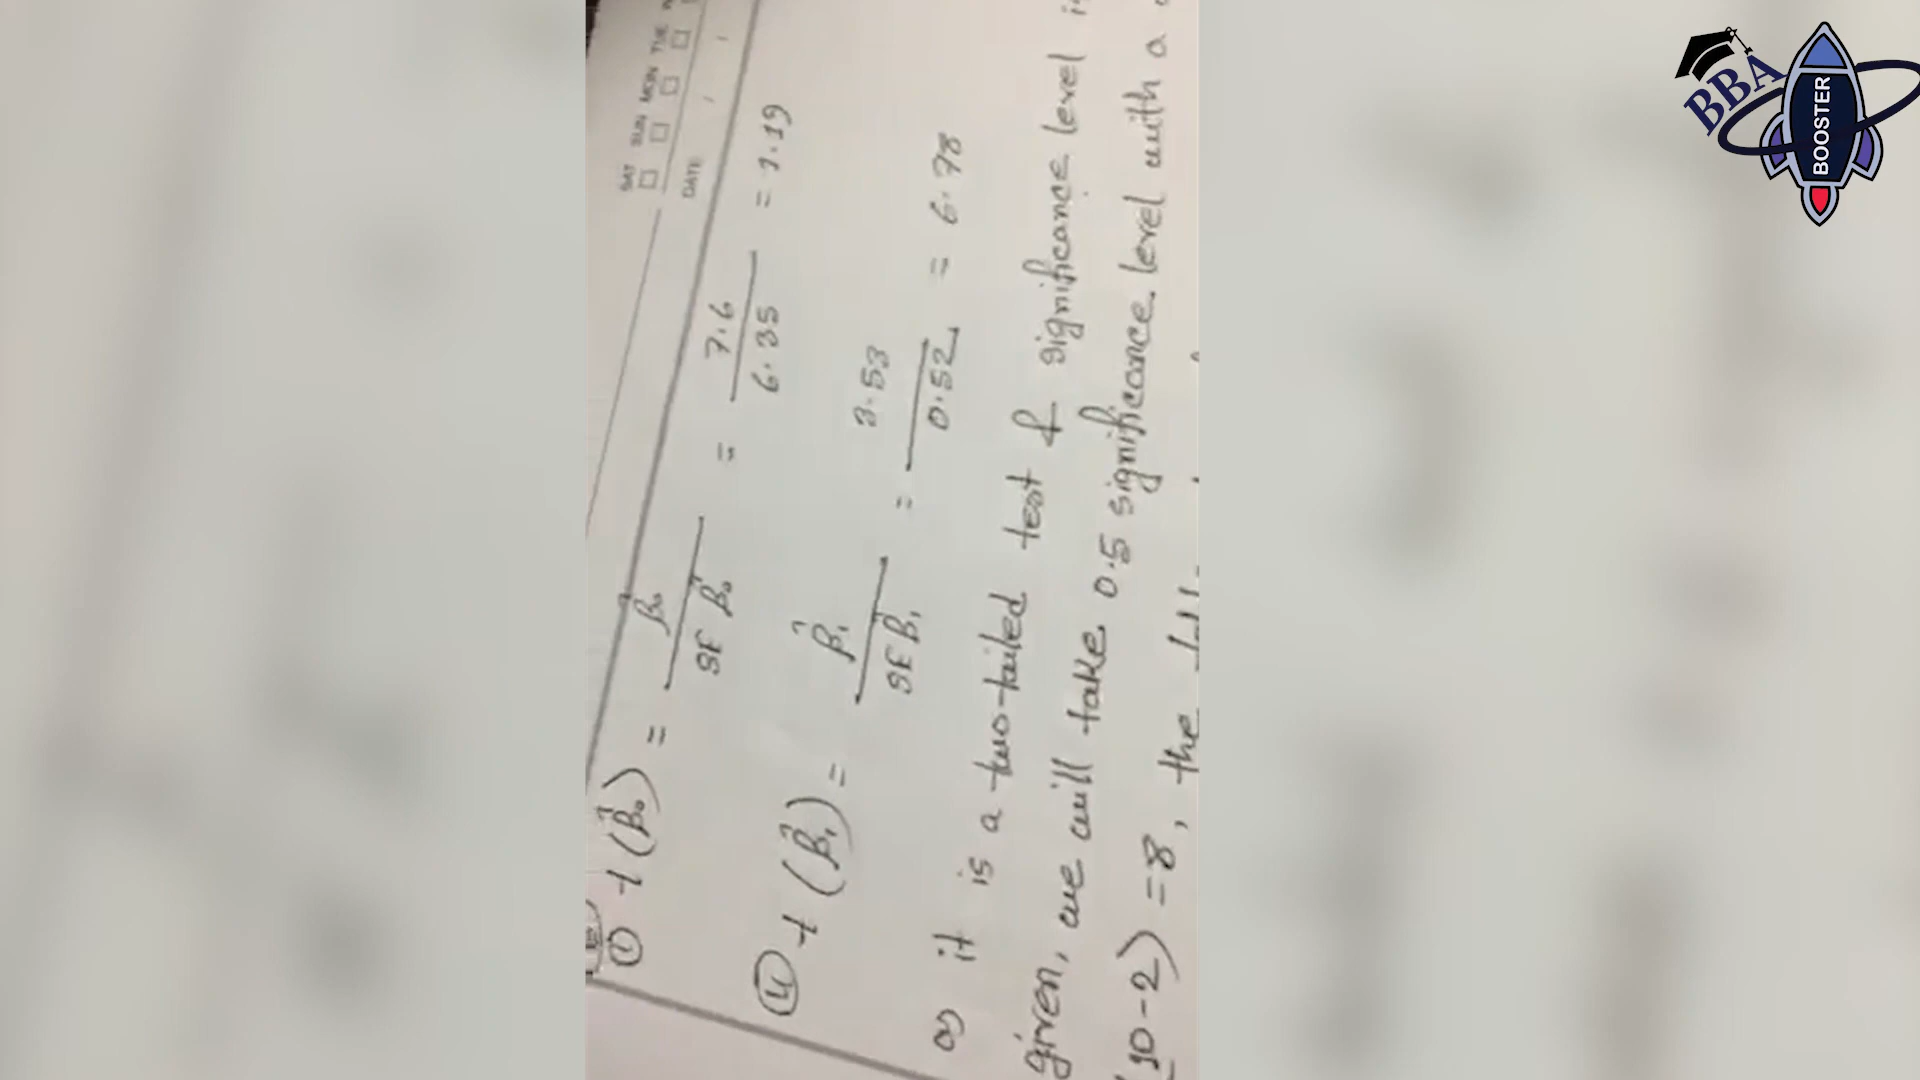 SAT SUN MON TUE
DATE / /
① t (β̂₀) = β̂₀ / SE β̂₀ = 7.6 / 6.35 = 1.19
② t (β̂₁) = β̂₁ / SE β̂₁ = 3.53 / 0.52 = 6.78
it is a two-tailed test & significance level
given, we will take 0.5 significance level with a
(10-2) = 8, the
BBA
BOOSTER